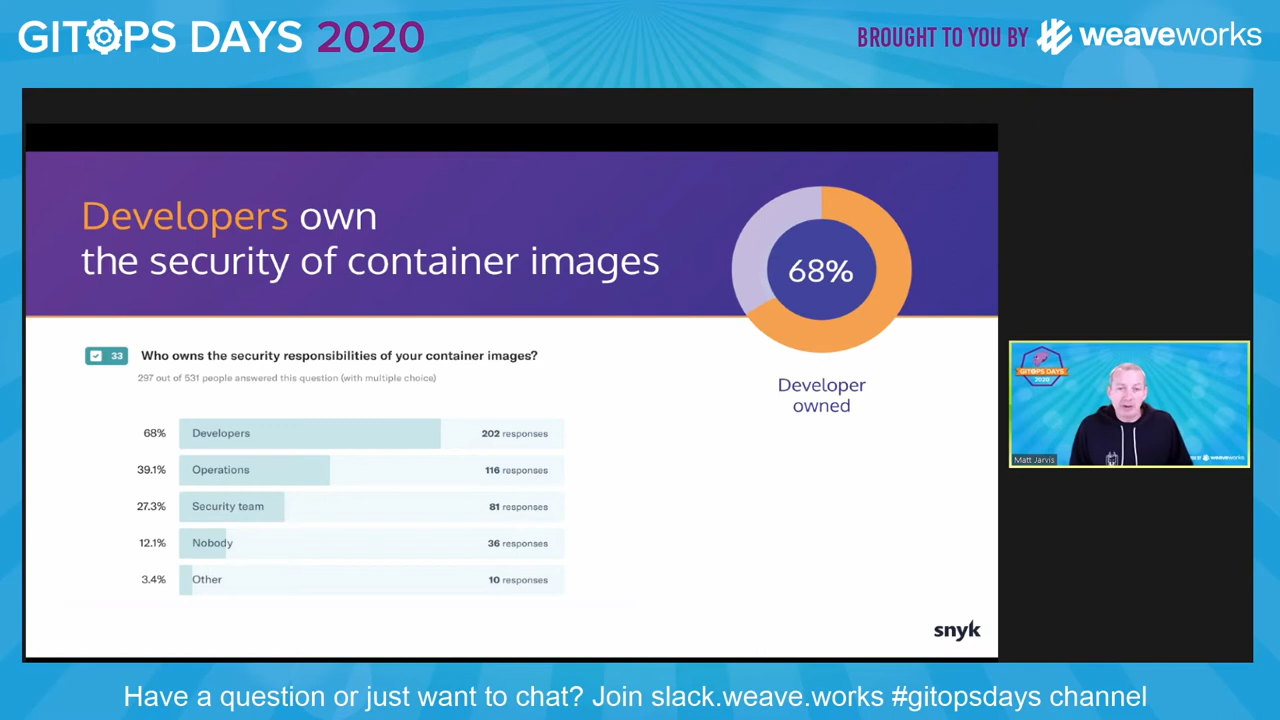 GITOPS DAYS 2020
BROUGHT TO YOU BY weaveworks
Developers own
the security of container images
68%
Developer
owned
33 Who owns the security responsibilities of your container images?
297 out of 531 people answered this question (with multiple choice)
68% Developers 202 responses
39.1% Operations 116 responses
27.3% Security team 81 responses
12.1% Nobody 36 responses
3.4% Other 10 responses
snyk
GITOPS DAYS
2020
Matt Jarvis
BY weaveworks
Have a question or just want to chat? Join slack.weave.works #gitopsdays channel